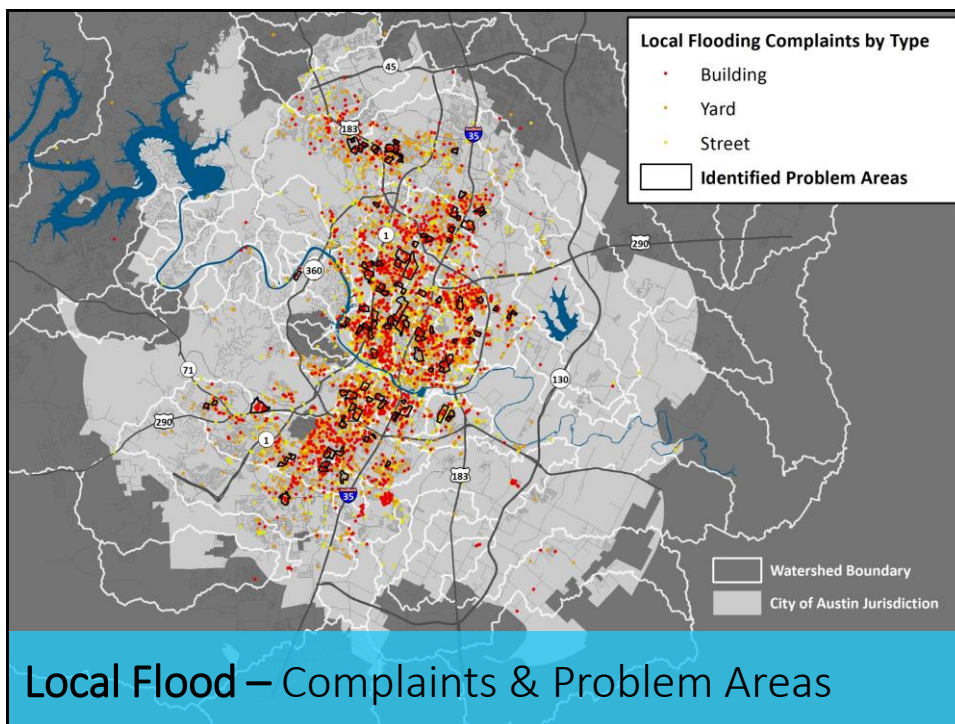 Local Flooding Complaints by Type
Building
Yard
Street
Identified Problem Areas
45
183
35
1
290
360
71
130
290
1
183
35
Watershed Boundary
City of Austin Jurisdiction
Local Flood – Complaints & Problem Areas